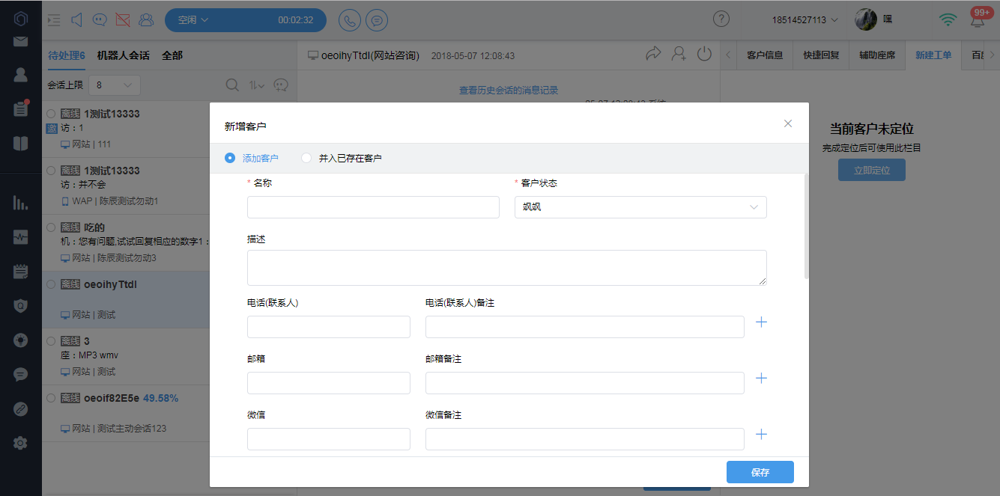 空闲 00:02:32
18514527113
嘿
99+
待处理6 机器人会话 全部
oeoihyTtdl(网站咨询) 2018-05-07 12:08:43
客户信息 快捷回复 辅助座席 新建工单
会话上限 8
查看历史会话的消息记录
离线 1测试13333
邀 访：1
网站 | 111
离线 1测试13333
访：并不会
WAP | 陈辰测试勿动1
离线 吃的
机：您有问题,试试回复相应的数字1：
网站 | 陈辰测试勿动3
离线 oeoihyTtdl
网站 | 测试
离线 3
座：MP3 wmv
网站 | 测试
离线 oeoif82E5e 49.58%
网站 | 测试主动会话123
新增客户
添加客户 并入已存在客户
* 名称 * 客户状态
飒飒
描述
电话(联系人) 电话(联系人)备注
邮箱 邮箱备注
微信 微信备注
保存
当前客户未定位
完成定位后可使用此栏目
立即定位